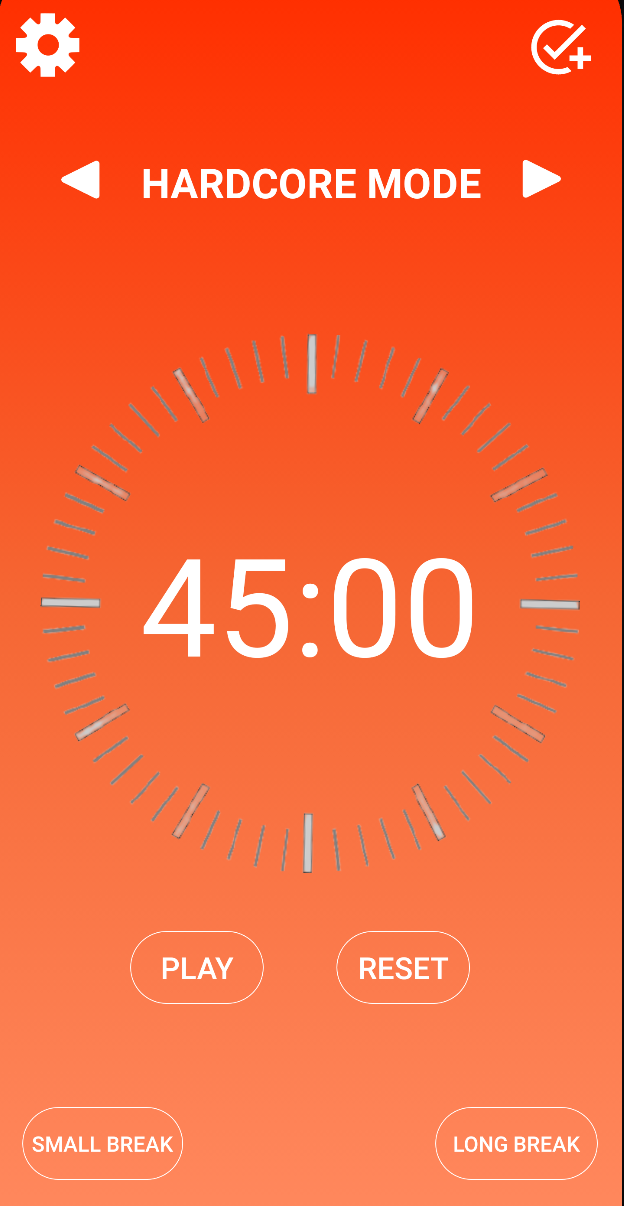 HARDCORE MODE
45:00
PLAY
RESET
SMALL BREAK
LONG BREAK